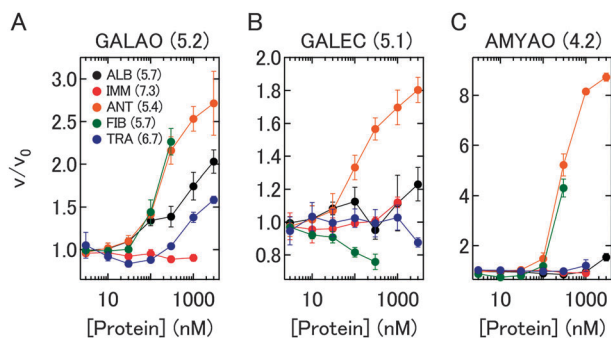 A
GALAO (5.2)
B
GALEC (5.1)
C
AMYAO (4.2)
ALB (5.7)
IMM (7.3)
ANT (5.4)
FIB (5.7)
TRA (6.7)
v/v0
3.0
2.5
2.0
1.5
1.0
2.0
1.8
1.6
1.4
1.2
1.0
0.8
8
6
4
2
10
1000
10
1000
10
1000
[Protein] (nM)
[Protein] (nM)
[Protein] (nM)